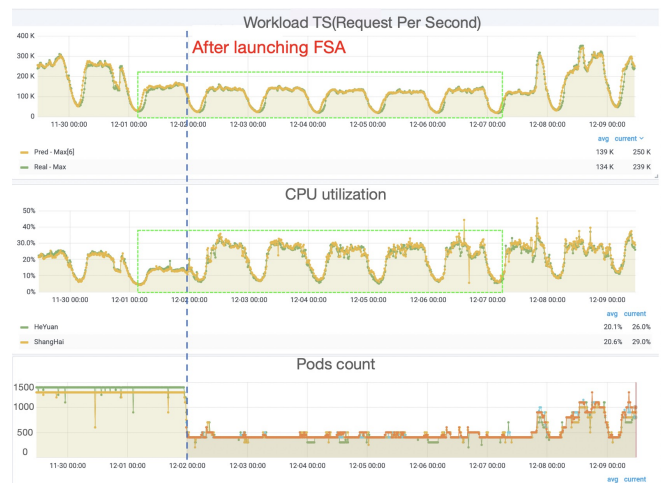 Workload TS(Request Per Second)
400 K
After launching FSA
300 K
200 K
100 K
0
11-30 00:00 12-01 00:00 12-02 00:00 12-03 00:00 12-04 00:00 12-05 00:00 12-06 00:00 12-07 00:00 12-08 00:00 12-09 00:00
avg current
Pred - Max[6] 139 K 250 K
Real - Max 134 K 239 K
CPU utilization
50%
40%
30.0%
20%
10%
0%
11-30 00:00 12-01 00:00 12-02 00:00 12-03 00:00 12-04 00:00 12-05 00:00 12-06 00:00 12-07 00:00 12-08 00:00 12-09 00:00
avg current
HeYuan 20.1% 26.0%
ShangHai 20.6% 29.0%
Pods count
1500
1000
500
0
11-30 00:00 12-01 00:00 12-02 00:00 12-03 00:00 12-04 00:00 12-05 00:00 12-06 00:00 12-07 00:00 12-08 00:00 12-09 00:00
avg current